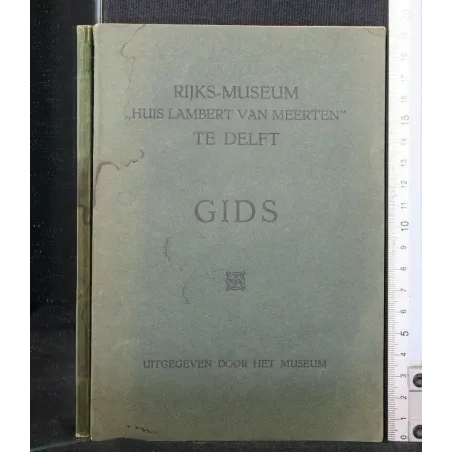 RIJKS-MUSEUM
„HUIS LAMBERT VAN MEERTEN"
TE DELFT
GIDS
UITGEGEVEN DOOR HET MUSEUM